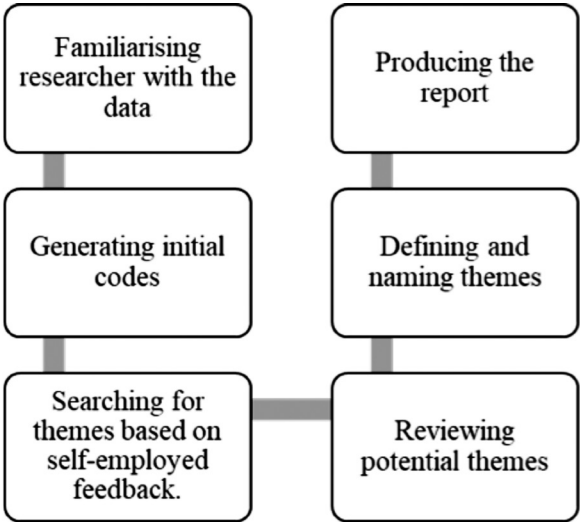 Familiarising
researcher with the
data
Generating initial
codes
Searching for
themes based on
self-employed
feedback.
Reviewing
potential themes
Defining and
naming themes
Producing the
report